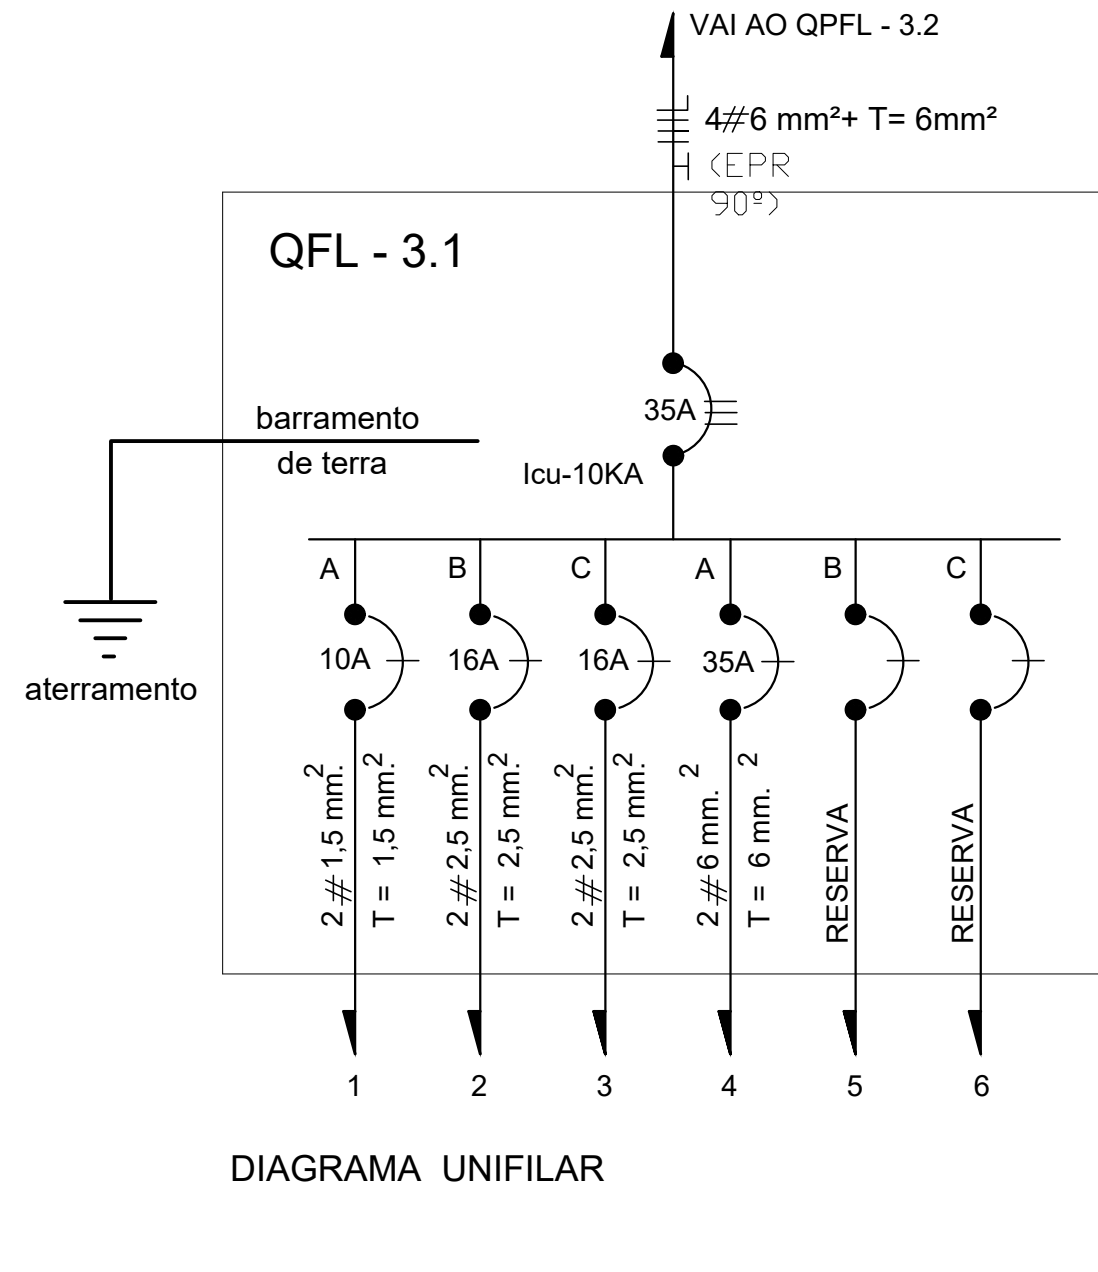 VAI AO QPFL - 3.2
4#6 mm²+ T= 6mm²
(EPR
90º)
QFL - 3.1
35A
barramento
de terra
Icu-10KA
aterramento
A B C A B C
10A 16A 16A 35A
2#1,5 mm.²
T = 1,5 mm.²
2#2,5 mm.²
T = 2,5 mm.²
2#2,5 mm.²
T = 2,5 mm.²
2#6 mm. ²
T = 6 mm. ²
RESERVA
RESERVA
1 2 3 4 5 6
DIAGRAMA UNIFILAR